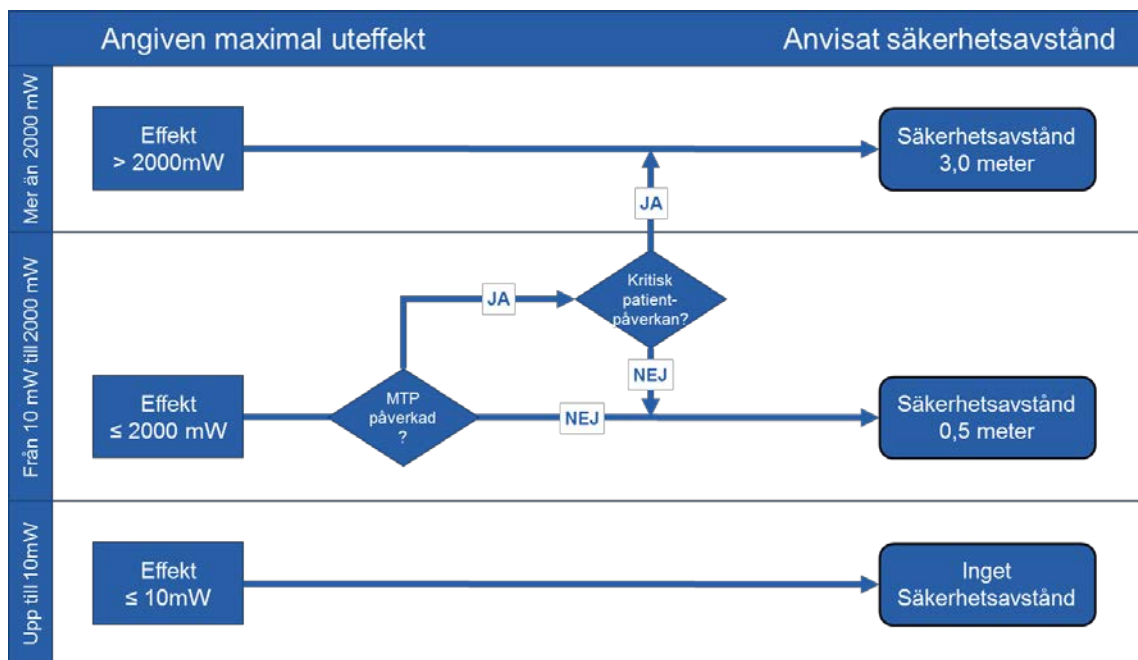 Angiven maximal uteffekt
Anvisat säkerhetsavstånd
Mer än 2000 mW
Effekt
> 2000mW
Säkerhetsavstånd
3,0 meter
JA
Från 10 mW till 2000 mW
Kritisk
patient-
påverkan?
JA
NEJ
Effekt
≤ 2000 mW
MTP
påverkad
?
NEJ
Säkerhetsavstånd
0,5 meter
Upp till 10mW
Effekt
≤ 10mW
Inget
Säkerhetsavstånd